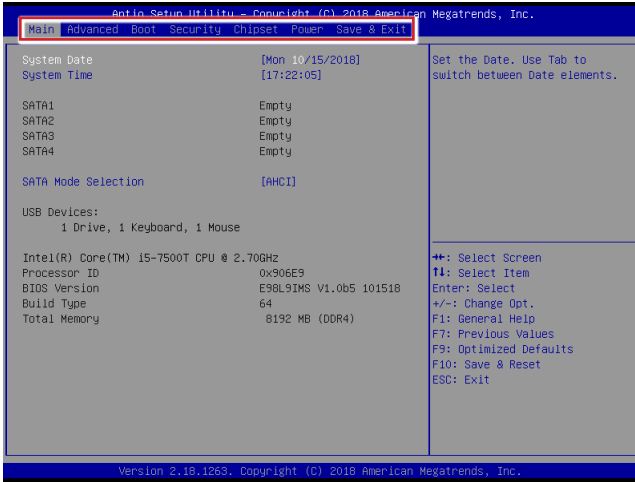 Aptio Setup Utility – Copyright (C) 2018 American Megatrends, Inc.
Main Advanced Boot Security Chipset Power Save & Exit
System Date [Mon 10/15/2018]
System Time [17:22:05]
SATA1 Empty
SATA2 Empty
SATA3 Empty
SATA4 Empty
SATA Mode Selection [AHCI]
USB Devices:
1 Drive, 1 Keyboard, 1 Mouse
Intel(R) Core(TM) i5-7500T CPU @ 2.70GHz
Processor ID 0x906E9
BIOS Version E98L9IMS V1.0b5 101518
Build Type 64
Total Memory 8192 MB (DDR4)
Set the Date. Use Tab to
switch between Date elements.
→←: Select Screen
↑↓: Select Item
Enter: Select
+/-: Change Opt.
F1: General Help
F7: Previous Values
F9: Optimized Defaults
F10: Save & Reset
ESC: Exit
Version 2.18.1263. Copyright (C) 2018 American Megatrends, Inc.